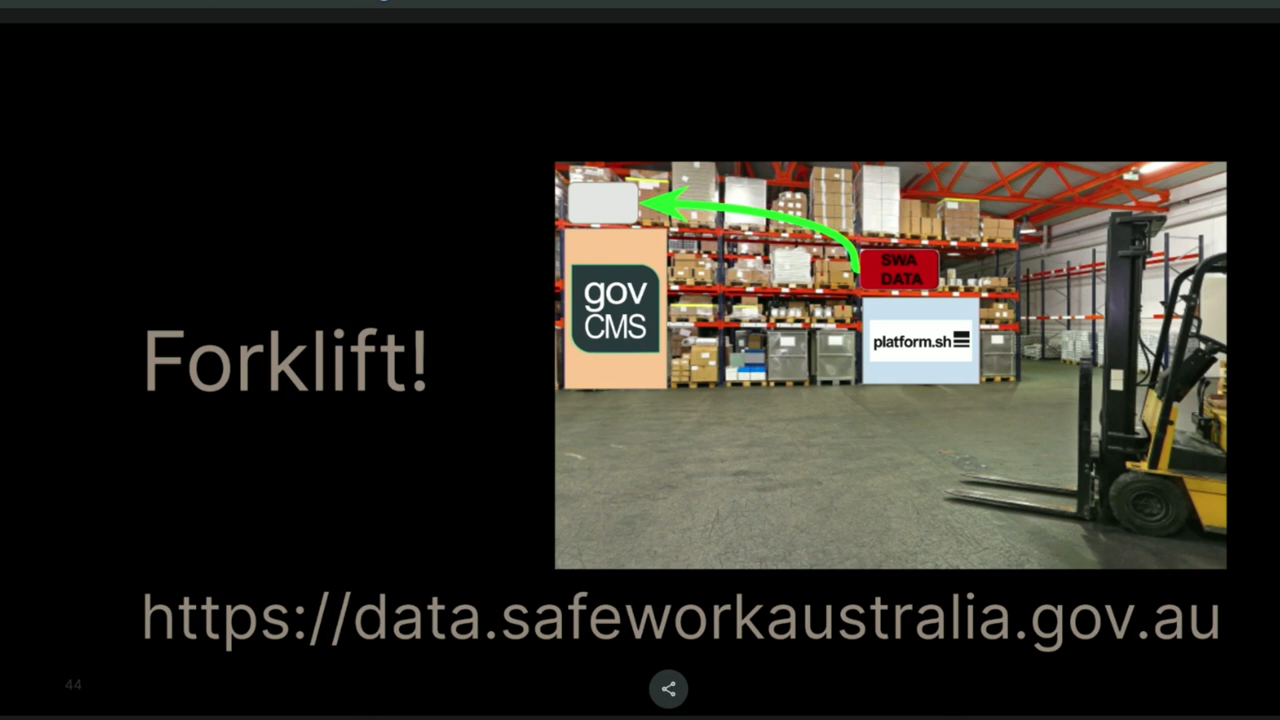 Forklift!
gov
CMS
SWA
DATA
platform.sh
https://data.safeworkaustralia.gov.au
44